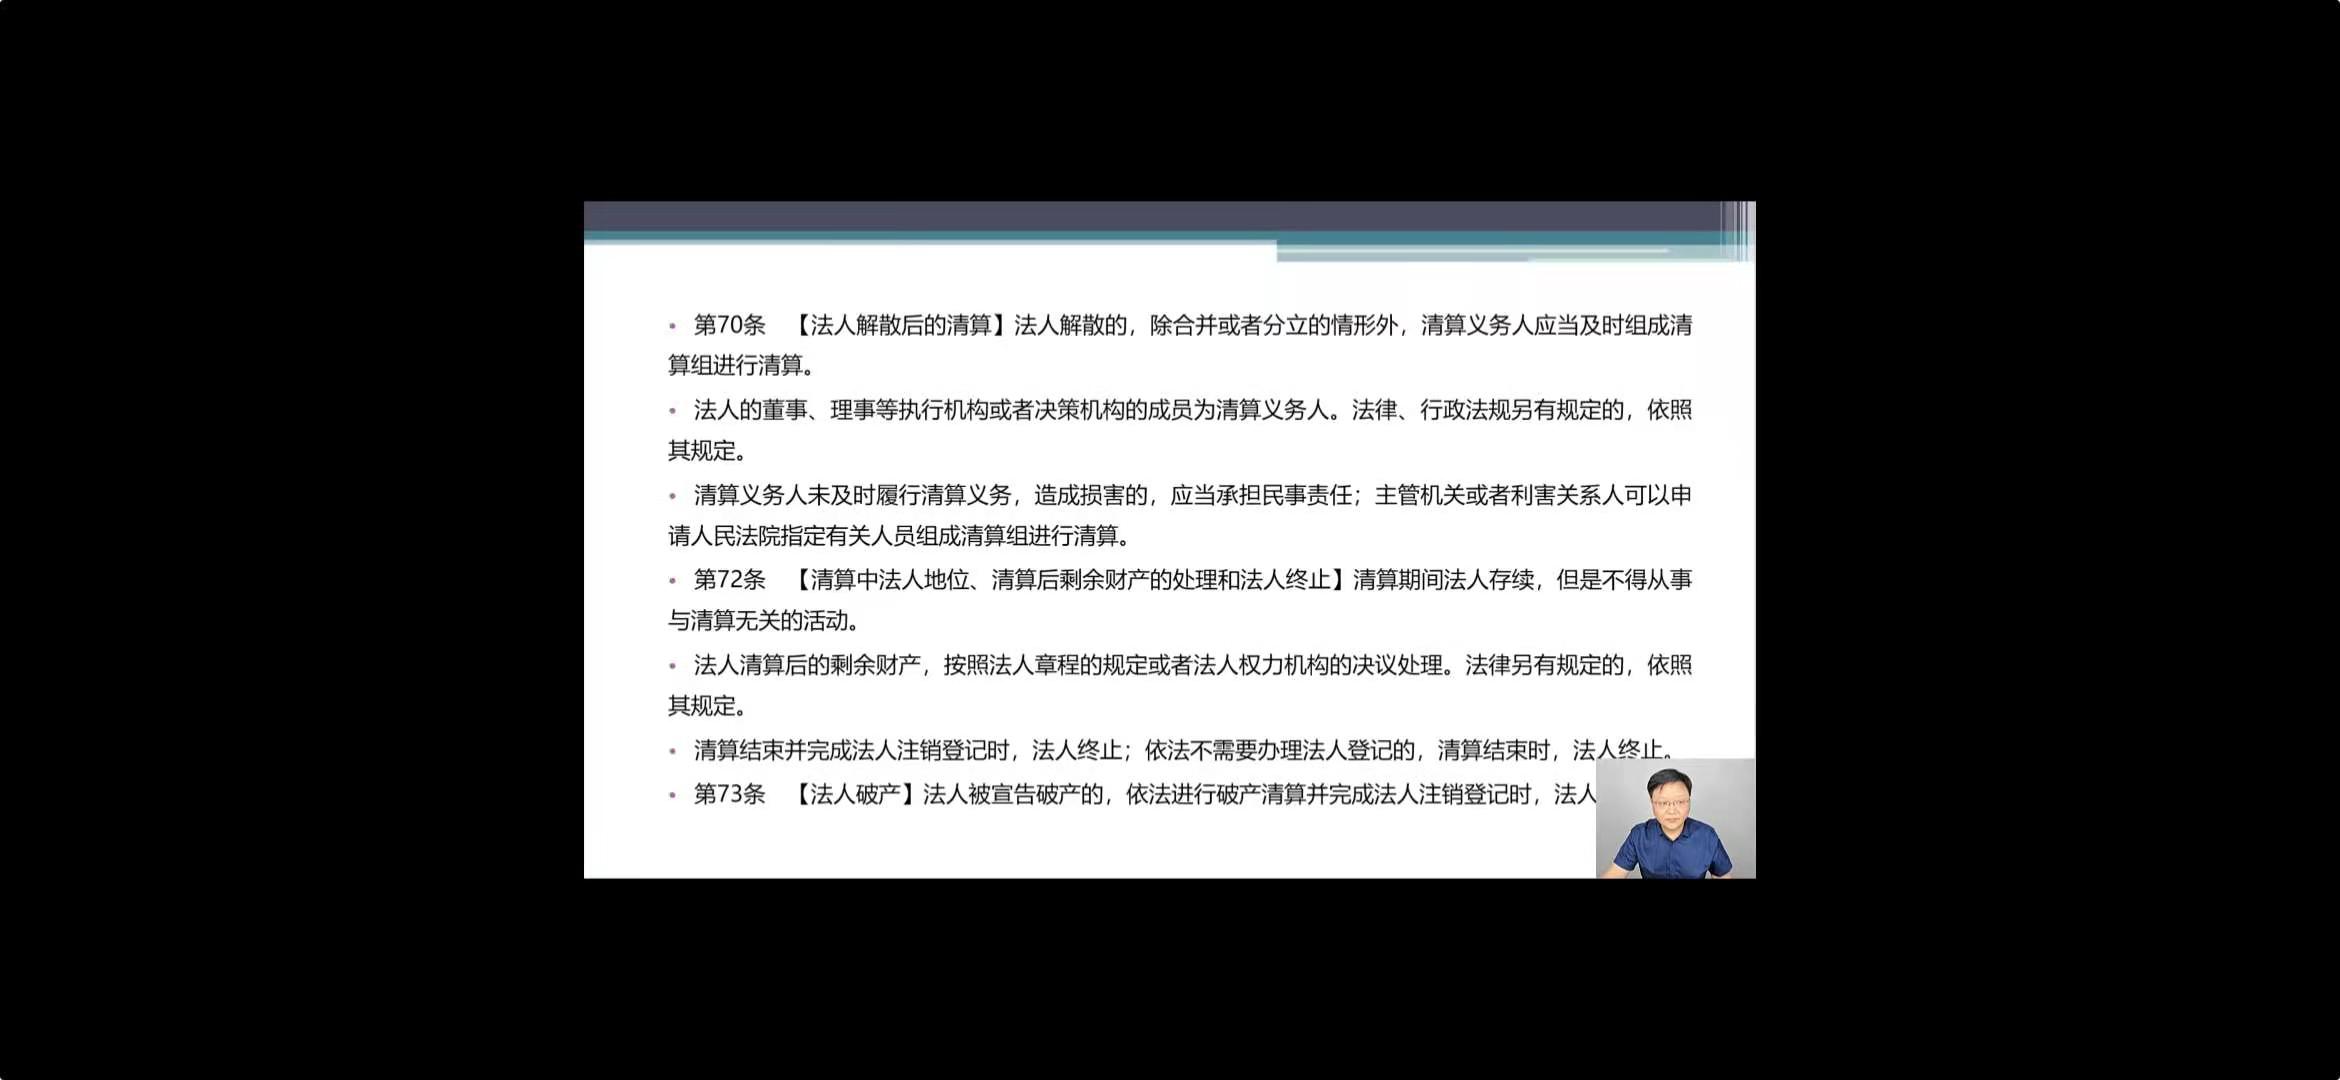 • 第70条 【法人解散后的清算】法人解散的，除合并或者分立的情形外，清算义务人应当及时组成清
算组进行清算。
• 法人的董事、理事等执行机构或者决策机构的成员为清算义务人。法律、行政法规另有规定的，依照
其规定。
• 清算义务人未及时履行清算义务，造成损害的，应当承担民事责任；主管机关或者利害关系人可以申
请人民法院指定有关人员组成清算组进行清算。
• 第72条 【清算中法人地位、清算后剩余财产的处理和法人终止】清算期间法人存续，但是不得从事
与清算无关的活动。
• 法人清算后的剩余财产，按照法人章程的规定或者法人权力机构的决议处理。法律另有规定的，依照
其规定。
• 清算结束并完成法人注销登记时，法人终止；依法不需要办理法人登记的，清算结束时，法人终止。
• 第73条 【法人破产】法人被宣告破产的，依法进行破产清算并完成法人注销登记时，法人